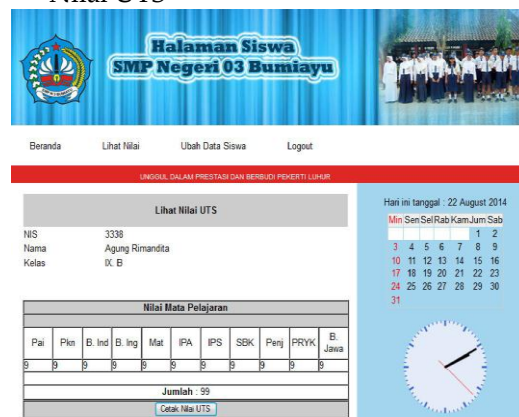 Nilai UTS
Halaman Siswa
SMP Negeri 03 Bumiayu
Beranda Lihat Nilai Ubah Data Siswa Logout
UNGGUL DALAM PRESTASI DAN BERBUDI PEKERTI LUHUR
Lihat Nilai UTS
NIS 3338
Nama Agung Rimandita
Kelas IX. B
Nilai Mata Pelajaran
Pai Pkn B. Ind B. Ing Mat IPA IPS SBK Penj PRYK B. Jawa
9 9 9 9 9 9 9 9 9 9 9
Jumlah : 99
Cetak Nilai UTS
Hari ini tanggal : 22 August 2014
Min Sen Sel Rab Kam Jum Sab
1 2
3 4 5 6 7 8 9
10 11 12 13 14 15 16
17 18 19 20 21 22 23
24 25 26 27 28 29 30
31